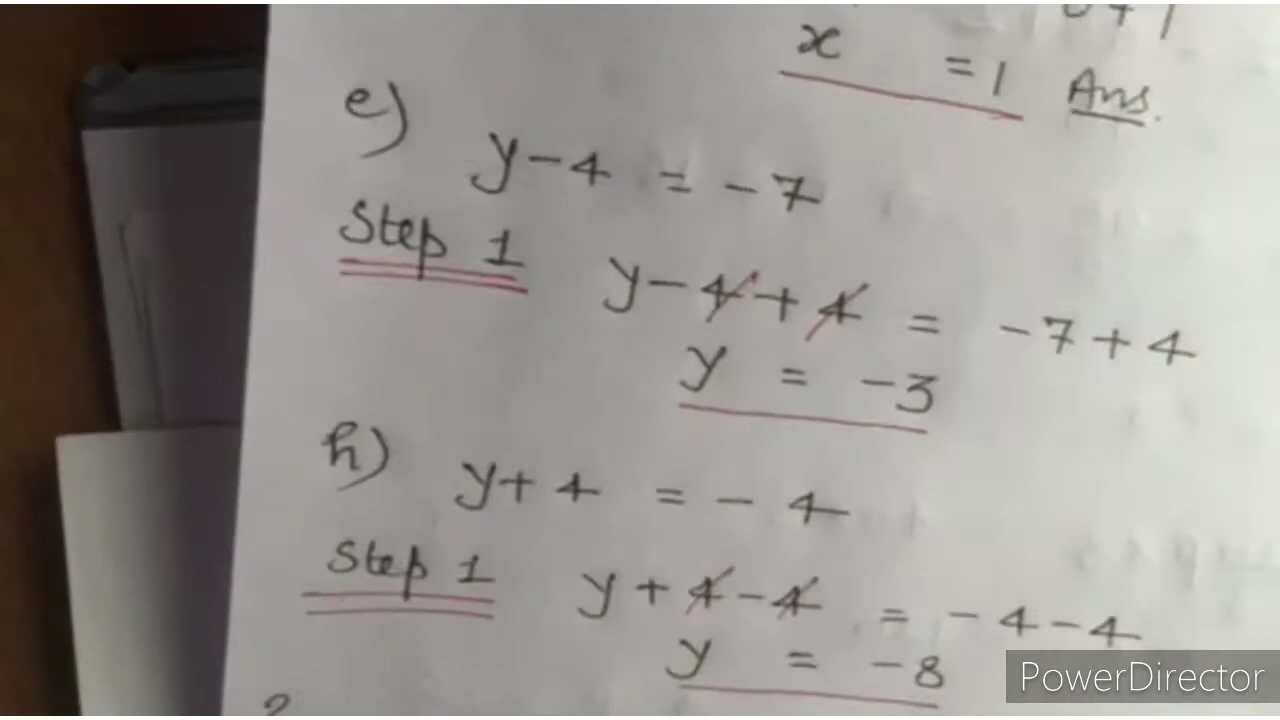 x = 1 Ans.
e)
y - 4 = - 7
Step 1
y - 4 + 4 = - 7 + 4
y = - 3
h)
y + 4 = - 4
Step 1
y + 4 - 4 = - 4 - 4
y = - 8
PowerDirector